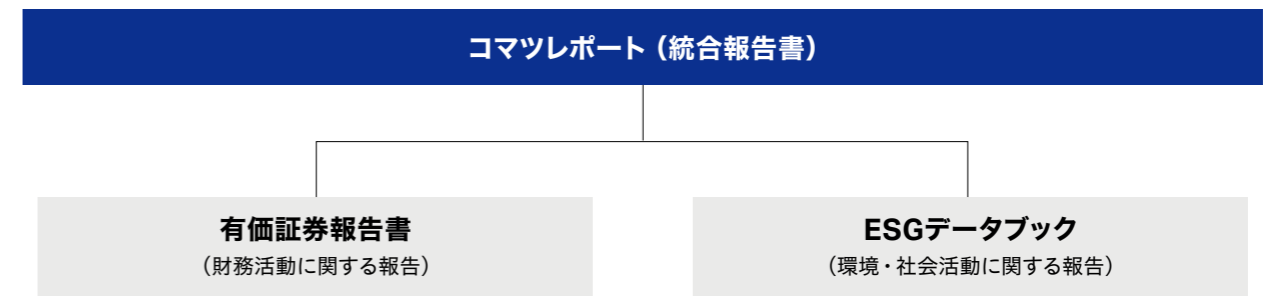 コマツレポート（統合報告書）
有価証券報告書
（財務活動に関する報告）
ESGデータブック
（環境・社会活動に関する報告）